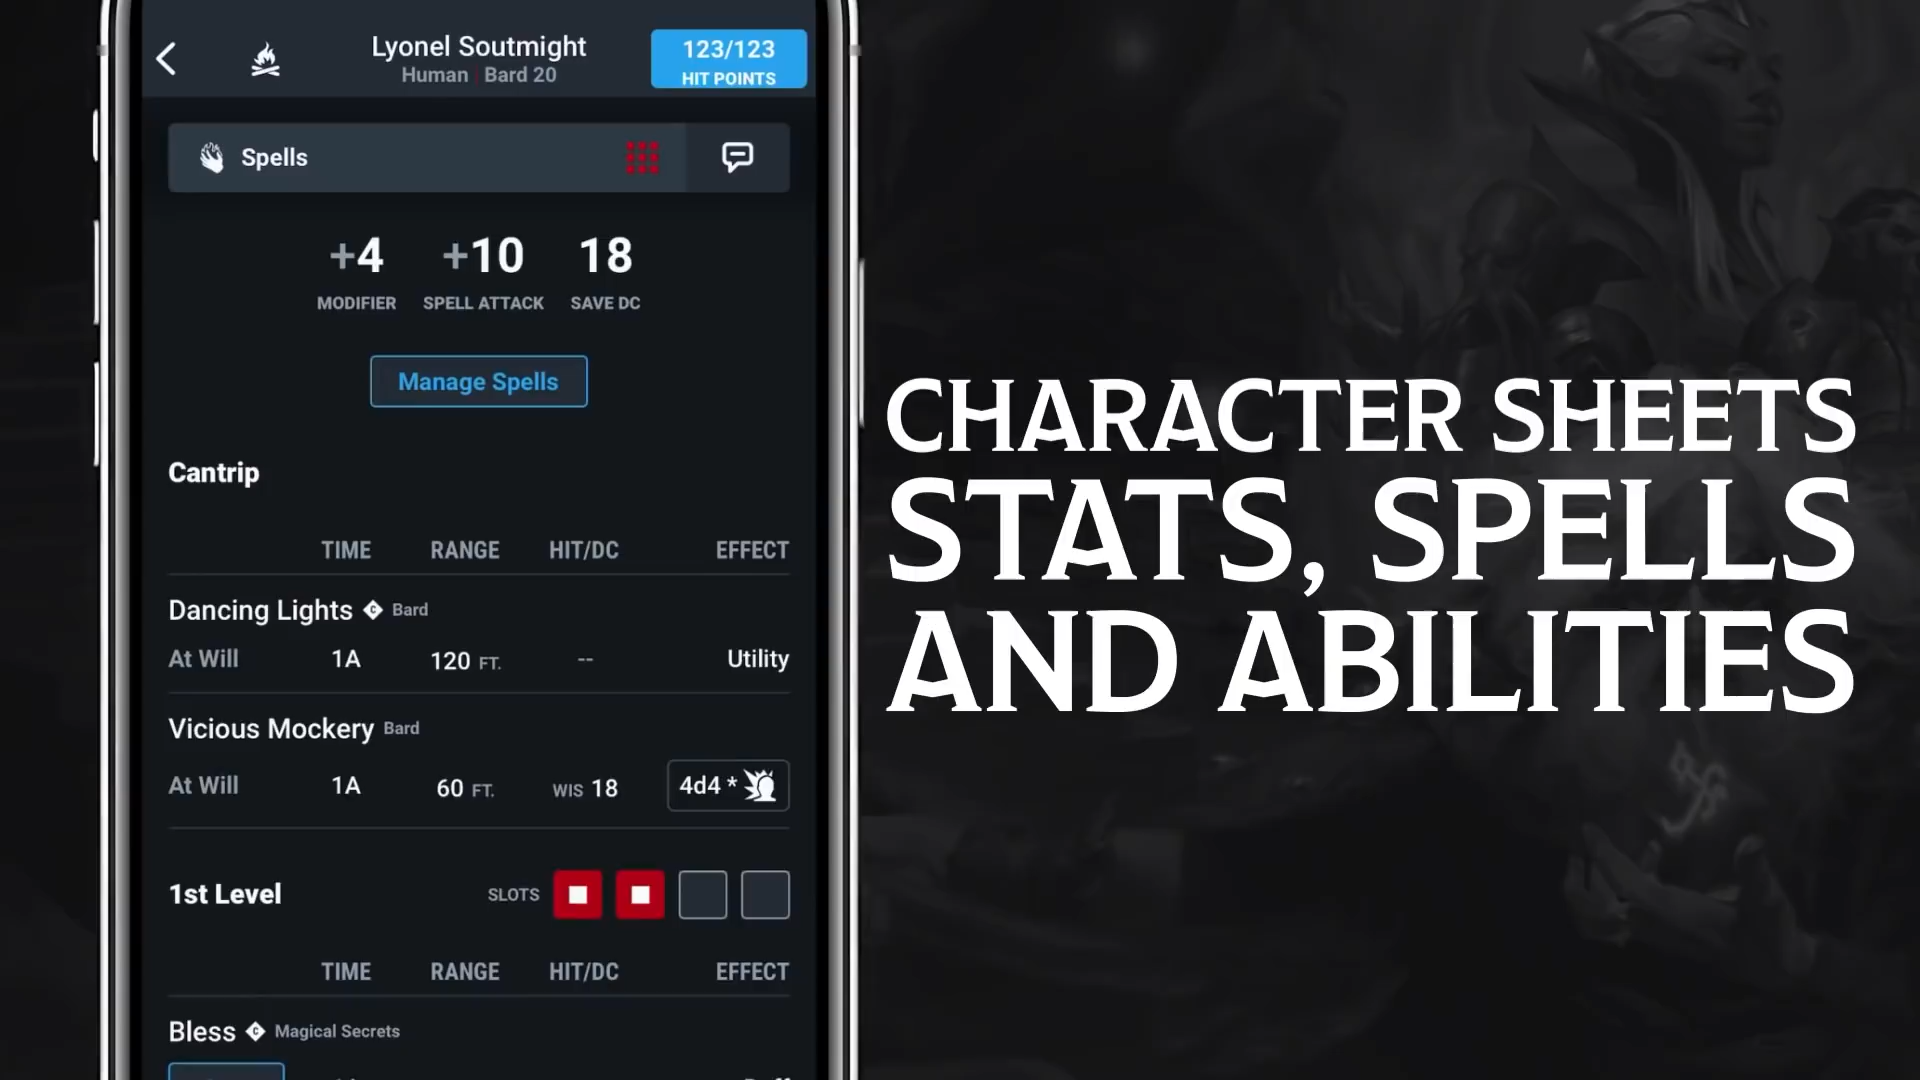 Lyonel Soutmight
Human Bard 20
123/123
HIT POINTS
Spells
+4 +10 18
MODIFIER SPELL ATTACK SAVE DC
Manage Spells
Cantrip
TIME RANGE HIT/DC EFFECT
Dancing Lights C Bard
At Will 1A 120 FT. -- Utility
Vicious Mockery Bard
At Will 1A 60 FT. WIS 18 4d4 *
1st Level SLOTS
TIME RANGE HIT/DC EFFECT
Bless C Magical Secrets
CHARACTER SHEETS
STATS, SPELLS
AND ABILITIES